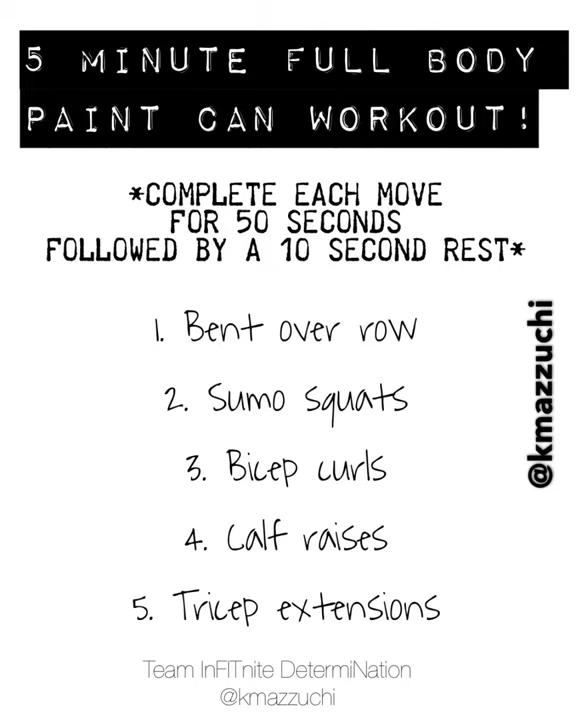 5 MINUTE FULL BODY
PAINT CAN WORKOUT!
*COMPLETE EACH MOVE
FOR 50 SECONDS
FOLLOWED BY A 10 SECOND REST*
1. Bent over row
2. Sumo squats
3. Bicep curls
4. Calf raises
5. Tricep extensions
@kmazzuchi
Team InFITnite DetermiNation
@kmazzuchi